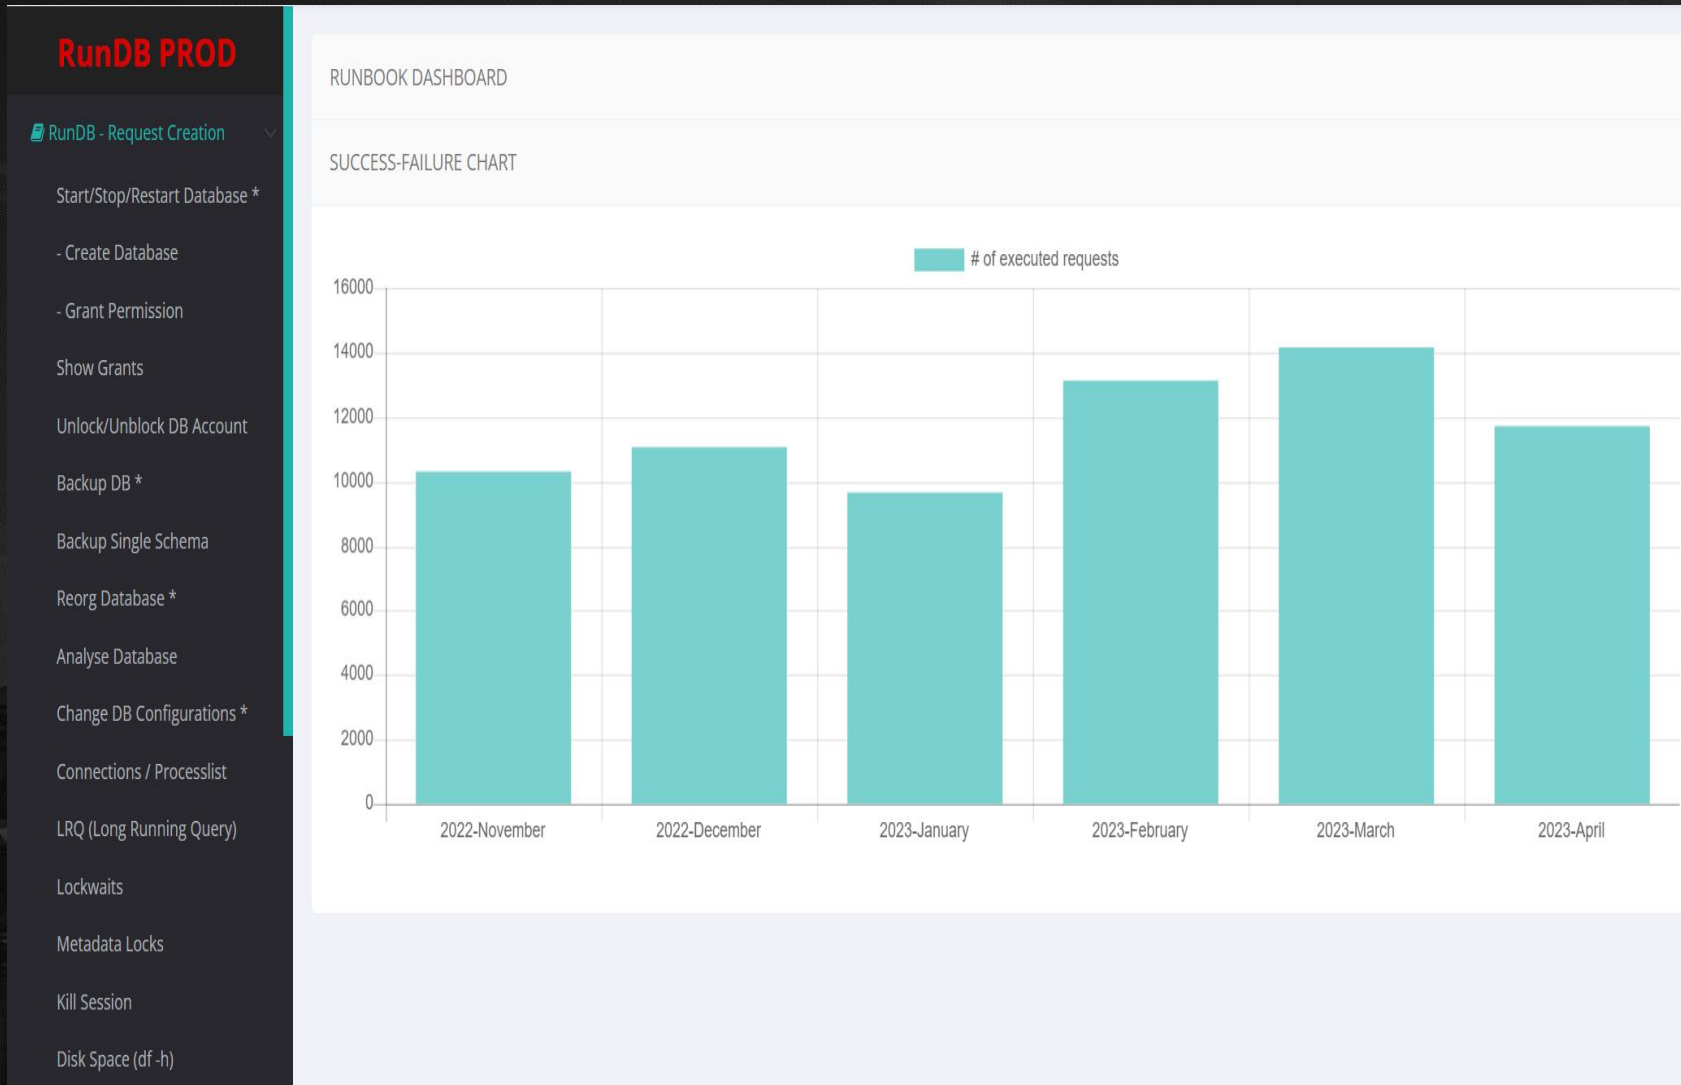 RunDB PROD
RunDB - Request Creation
Start/Stop/Restart Database *
- Create Database
- Grant Permission
Show Grants
Unlock/Unblock DB Account
Backup DB *
Backup Single Schema
Reorg Database *
Analyse Database
Change DB Configurations *
Connections / Processlist
LRQ (Long Running Query)
Lockwaits
Metadata Locks
Kill Session
Disk Space (df -h)
RUNBOOK DASHBOARD
SUCCESS-FAILURE CHART
# of executed requests
16000
14000
12000
10000
8000
6000
4000
2000
0
2022-November 2022-December 2023-January 2023-February 2023-March 2023-April